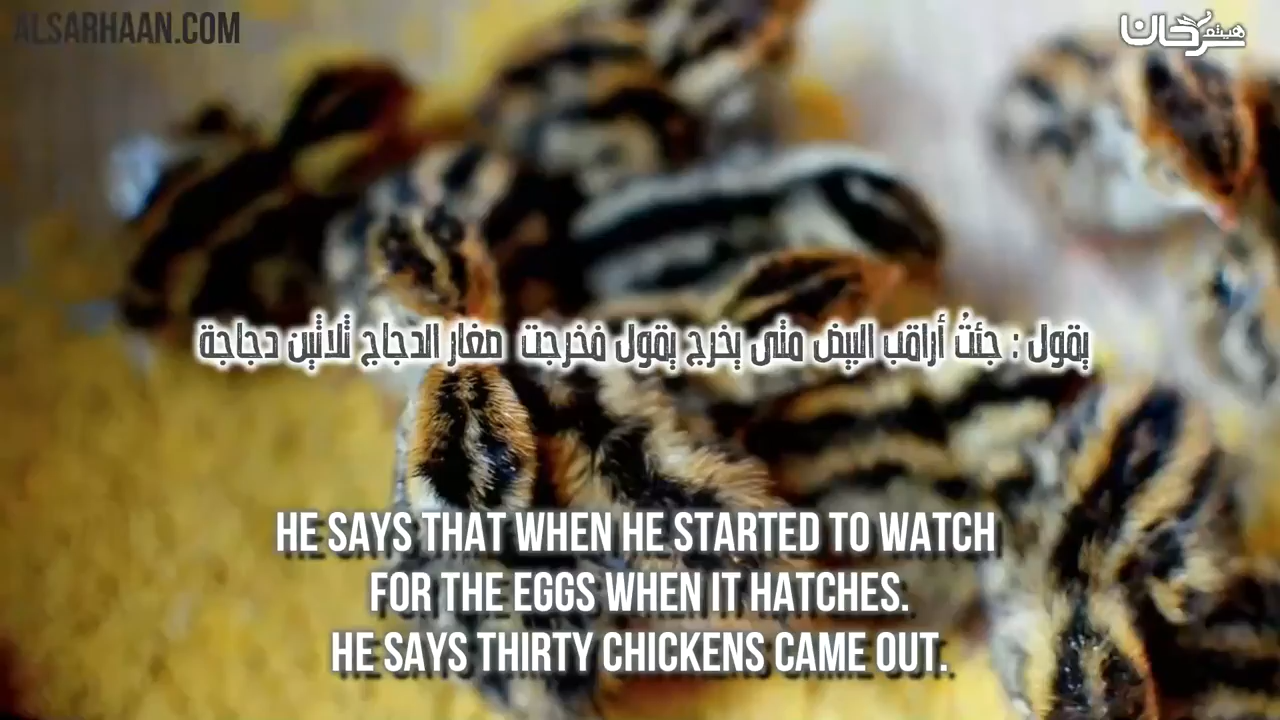 ALSARHAAN.COM
هيثم سرحان
يقول : جئتُ أراقب البيض متى يخرج يقول فخرجت صغار الدجاج ثلاثين دجاجة
HE SAYS THAT WHEN HE STARTED TO WATCH
FOR THE EGGS WHEN IT HATCHES.
HE SAYS THIRTY CHICKENS CAME OUT.